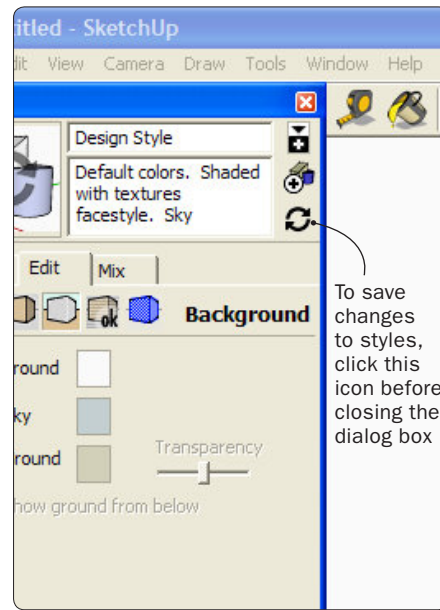 titled - SketchUp
dit View Camera Draw Tools Window Help
Design Style
Default colors. Shaded
with textures
facestyle. Sky
Edit Mix
ok Background
round
ky
round Transparency
how ground from below
To save
changes
to styles,
click this
icon before
closing the
dialog box